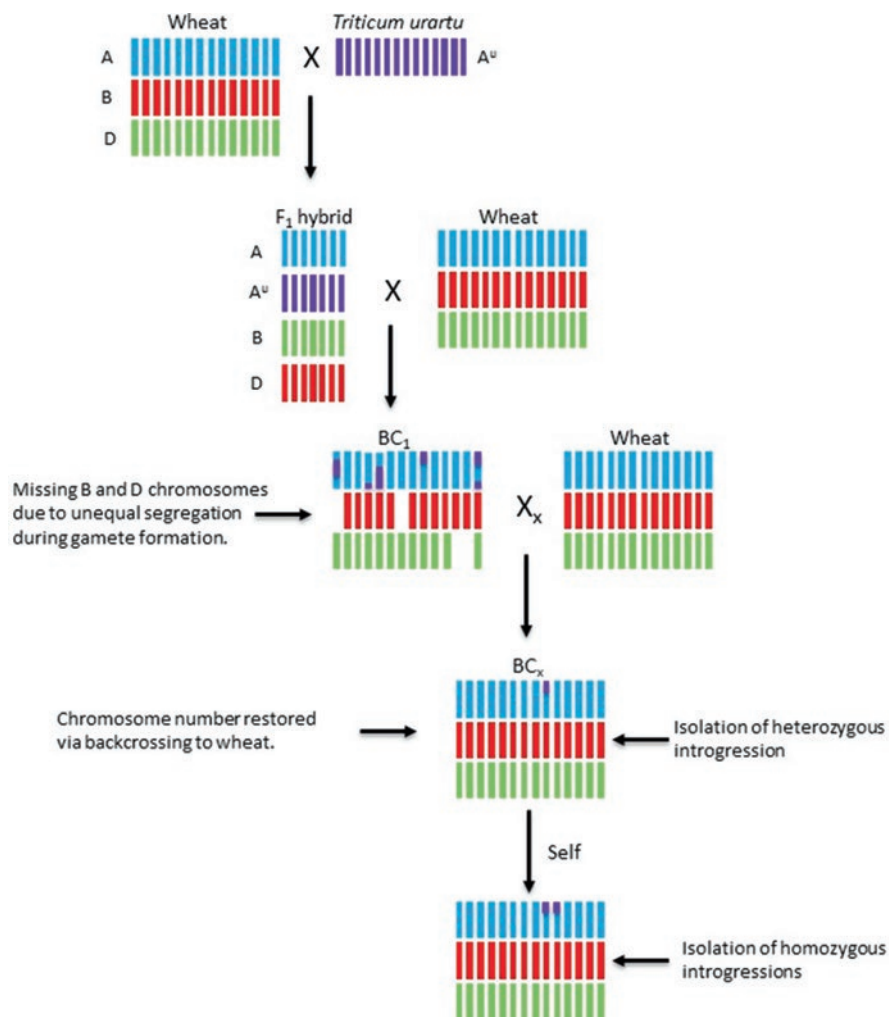 Wheat
Triticum urartu
A
X
Aᵘ
B
D
F₁ hybrid
Wheat
A
Aᵘ
X
B
D
BC₁
Wheat
Missing B and D chromosomes
due to unequal segregation
during gamete formation.
Xₓ
BCₓ
Chromosome number restored
via backcrossing to wheat.
Isolation of heterozygous
introgression
Self
Isolation of homozygous
introgressions